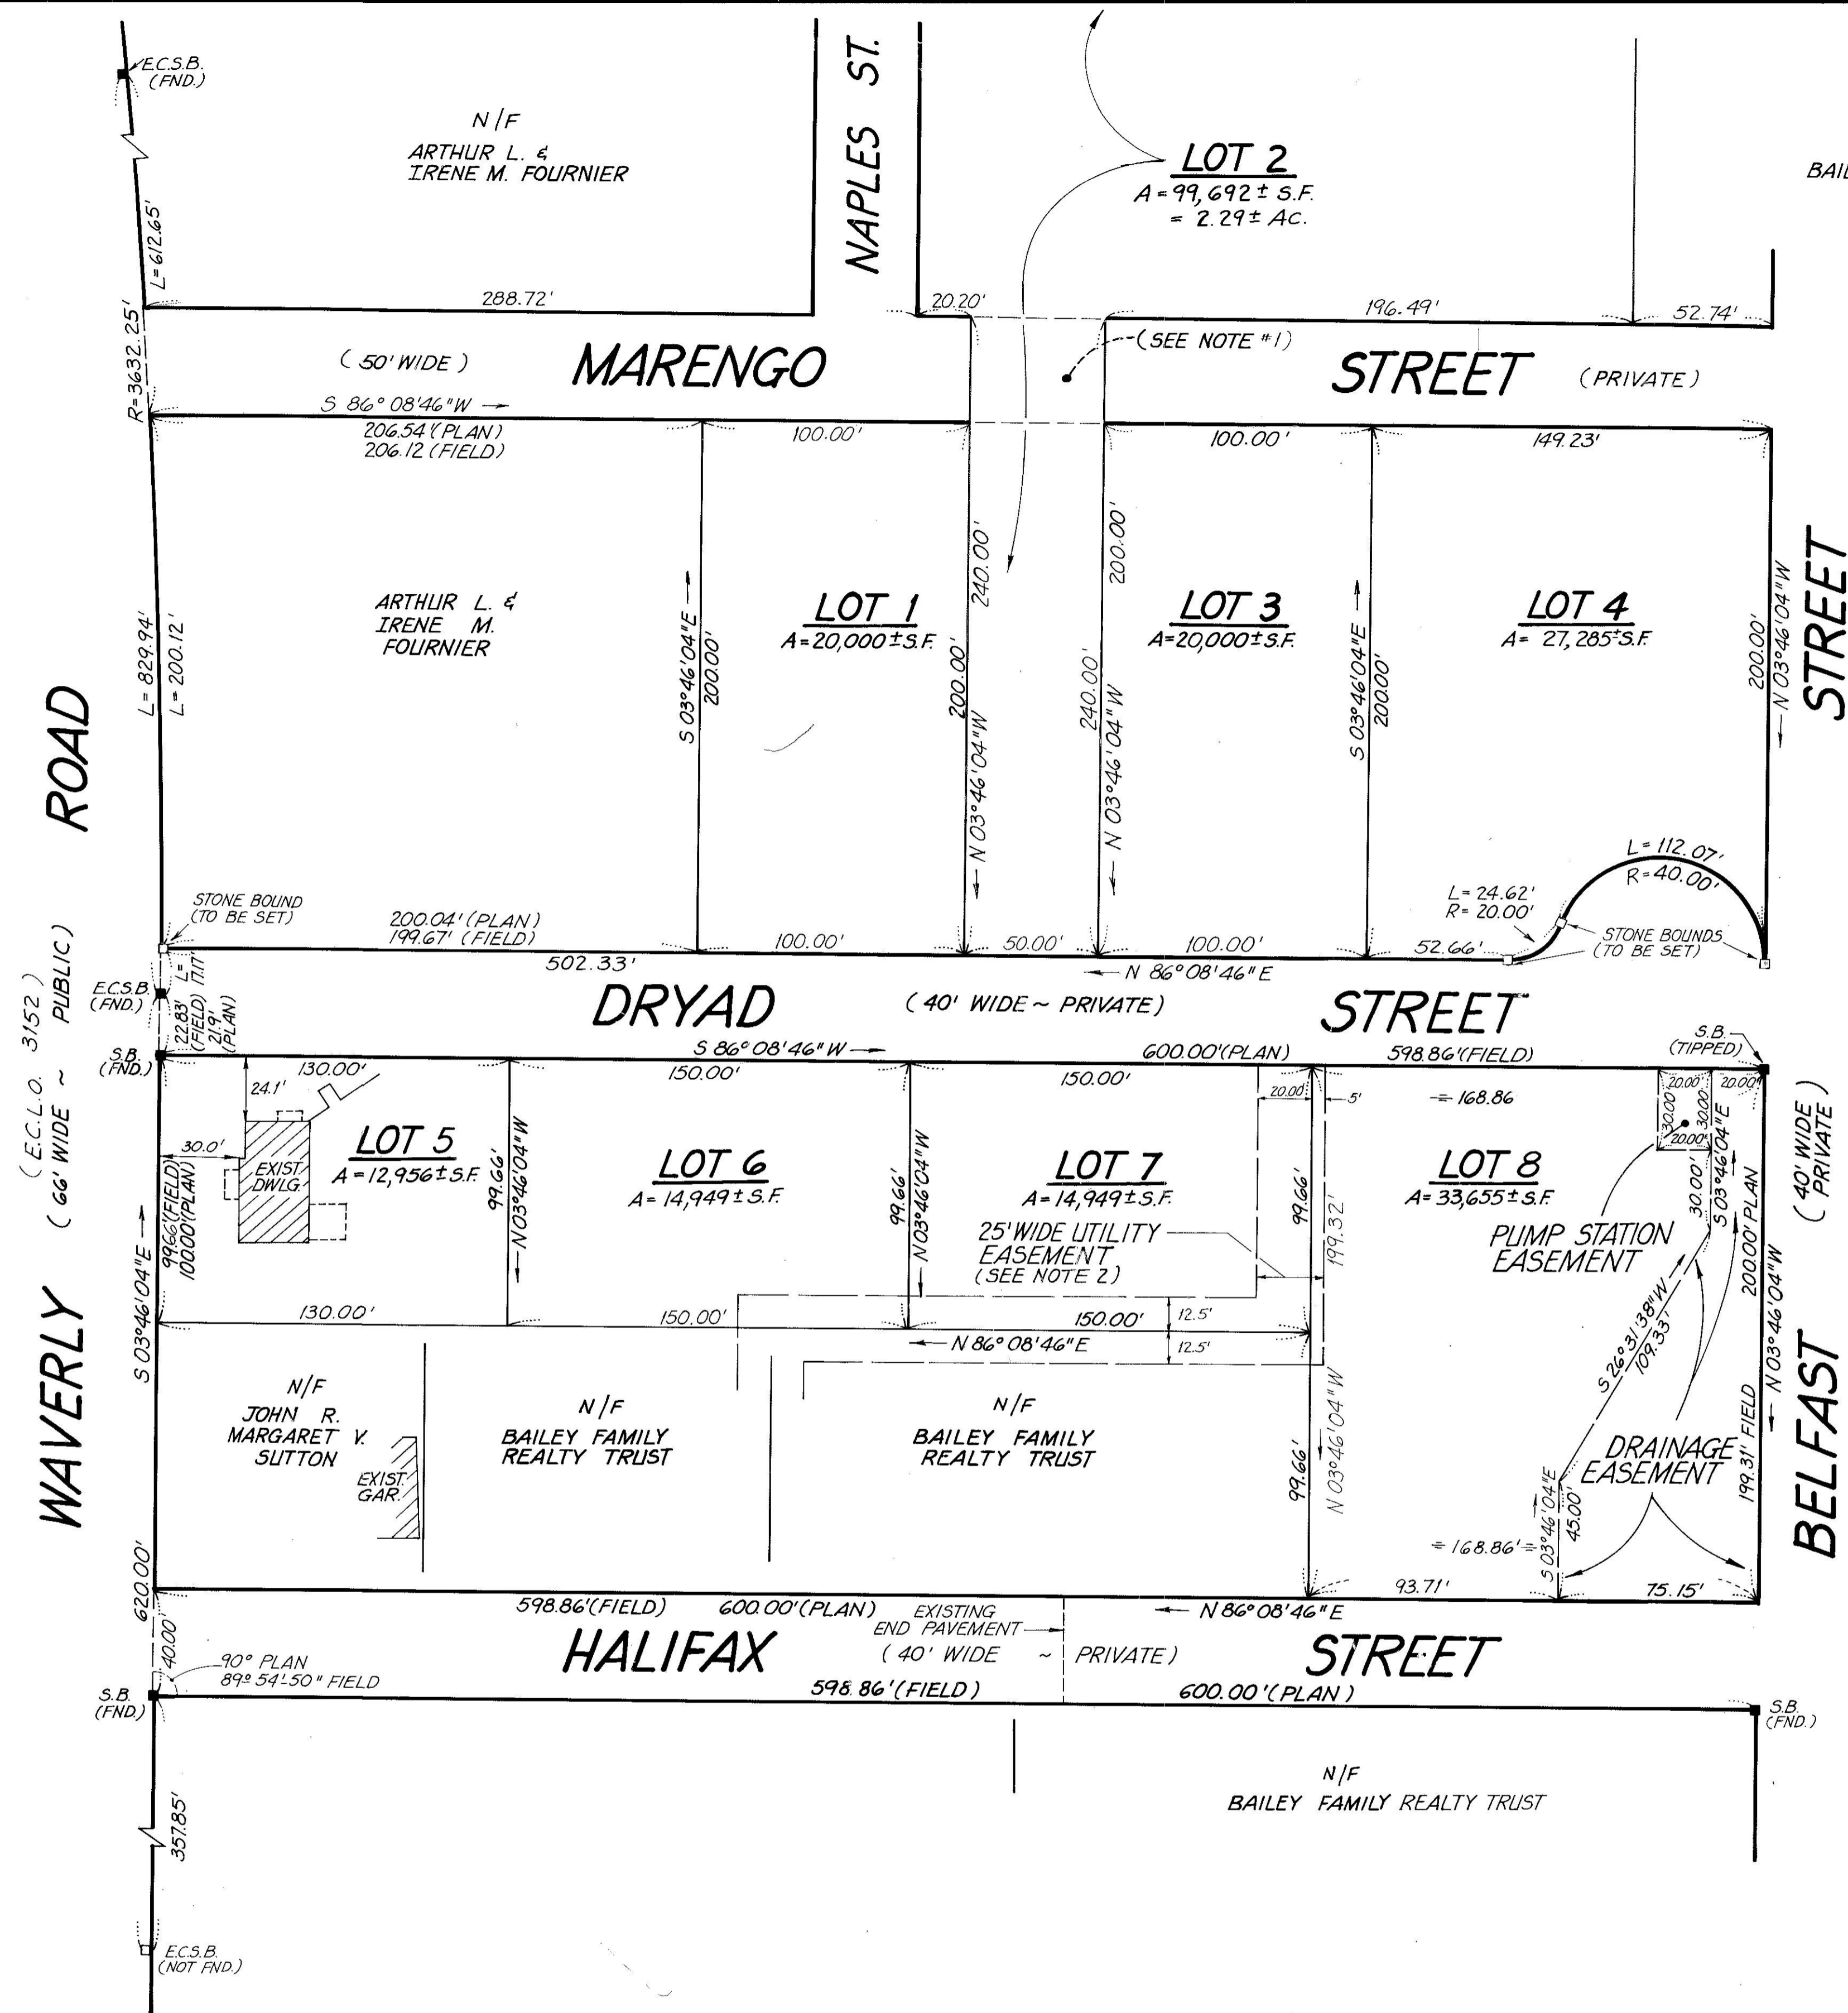 E.C.S.B.
(FND.)
N/F
ARTHUR L. &
IRENE M. FOURNIER
L=612.65'
R=3632.25'
NAPLES ST.
LOT 2
A=99,692± S.F.
= 2.29± AC.
BAIL
288.72'
20.20'
196.49'
52.74'
(50' WIDE)
MARENGO
(SEE NOTE #1)
STREET
(PRIVATE)
S 86°08'46"W
206.54'(PLAN)
206.12 (FIELD)
100.00'
100.00'
149.23'
L= 829.94'
L= 200.12'
ARTHUR L. &
IRENE M.
FOURNIER
S 03°46'04"E
200.00'
LOT 1
A=20,000±S.F.
240.00'
200.00'
N 03°46'04"W
200.00'
240.00'
N 03°46'04"W
LOT 3
A=20,000±S.F.
S 03°46'04"E
200.00'
LOT 4
A= 27,285±S.F.
200.00'
N 03°46'04"W
STREET
L=112.07'
R=40.00'
L=24.62'
R= 20.00'
STONE BOUNDS
(TO BE SET)
STONE BOUND
(TO BE SET)
200.04' (PLAN)
199.67' (FIELD)
100.00'
50.00'
100.00'
52.66'
502.33'
N 86°08'46"E
ROAD
WAVERLY
(E.C.L.O. 3152)
(66' WIDE ~ PUBLIC)
E.C.S.B.
(FND.)
L=
17.17'
22.83'
(FIELD)
21.9'
(PLAN)
DRYAD
(40' WIDE ~ PRIVATE)
STREET
S.B.
(FND.)
S.B.
(TIPPED)
S 86°08'46"W
600.00'(PLAN)
598.86'(FIELD)
130.00'
150.00'
150.00'
24.1'
30.0'
EXIST.
DWLG.
LOT 5
A=12,956±S.F.
99.66'
N03°46'04"W
LOT 6
A= 14,949±S.F.
99.66'
N03°46'04"W
LOT 7
A=14,949±S.F.
20.00'
5'
99.66'
199.32'
= 168.86
LOT 8
A= 33,655±S.F.
20.00'
20.00'
30.00'
30.00'
20.00'
30.00'
S 03°46'04"E
99.66'(FIELD)
100.00'(PLAN)
S 03°46'04"E
25' WIDE UTILITY
EASEMENT
(SEE NOTE 2)
PUMP STATION
EASEMENT
200.00' PLAN
199.31' FIELD
N 03°46'04"W
(40' WIDE)
PRIVATE)
BELFAST
130.00'
150.00'
150.00'
12.5'
12.5'
N 86°08'46"E
S 26°31'38"W
109.33'
N/F
JOHN R.
MARGARET V.
SUTTON
EXIST.
GAR.
N/F
BAILEY FAMILY
REALTY TRUST
N/F
BAILEY FAMILY
REALTY TRUST
99.66'
N 03°46'04"W
DRAINAGE
EASEMENT
S 03°46'04"E
45.00'
= 168.86'=
93.71'
75.15'
620.00'
598.86'(FIELD)
600.00'(PLAN)
EXISTING
END PAVEMENT
N 86°08'46"E
HALIFAX
(40' WIDE ~ PRIVATE)
STREET
40.00'
90° PLAN
89°54'50" FIELD
S.B.
(FND.)
598.86'(FIELD)
600.00'(PLAN)
S.B.
(FND.)
N/F
BAILEY FAMILY REALTY TRUST
357.85'
E.C.S.B.
(NOT FND.)